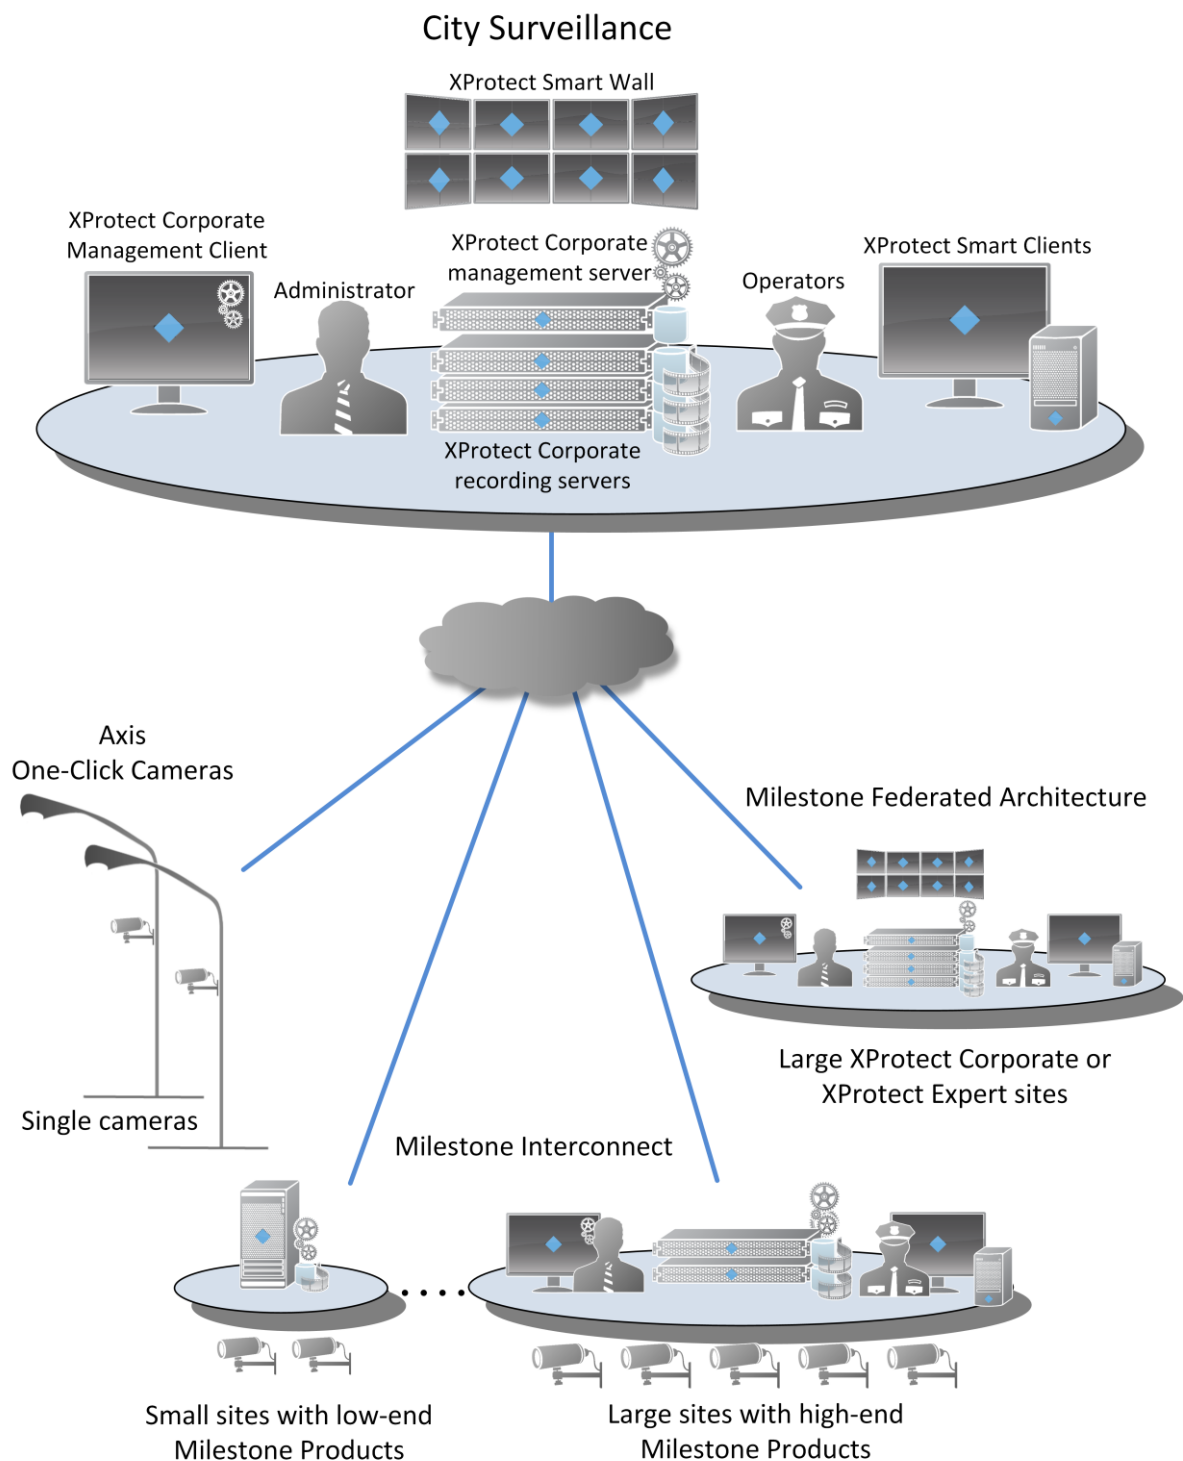 City Surveillance
XProtect Smart Wall
XProtect Corporate
Management Client
Administrator
XProtect Corporate
management server
Operators
XProtect Smart Clients
XProtect Corporate
recording servers
Axis
One-Click Cameras
Single cameras
Milestone Federated Architecture
Large XProtect Corporate or
XProtect Expert sites
Milestone Interconnect
Small sites with low-end
Milestone Products
Large sites with high-end
Milestone Products